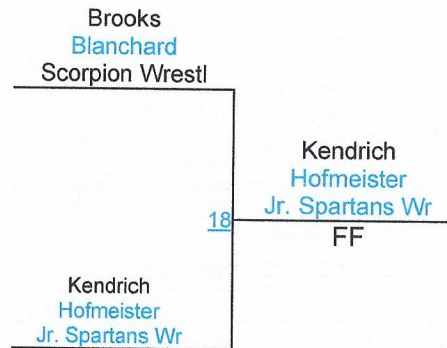 Brooks
Blanchard
Scorpion Wrestl
Kendrich
Hofmeister
Jr. Spartans Wr
18
FF
Kendrich
Hofmeister
Jr. Spartans Wr